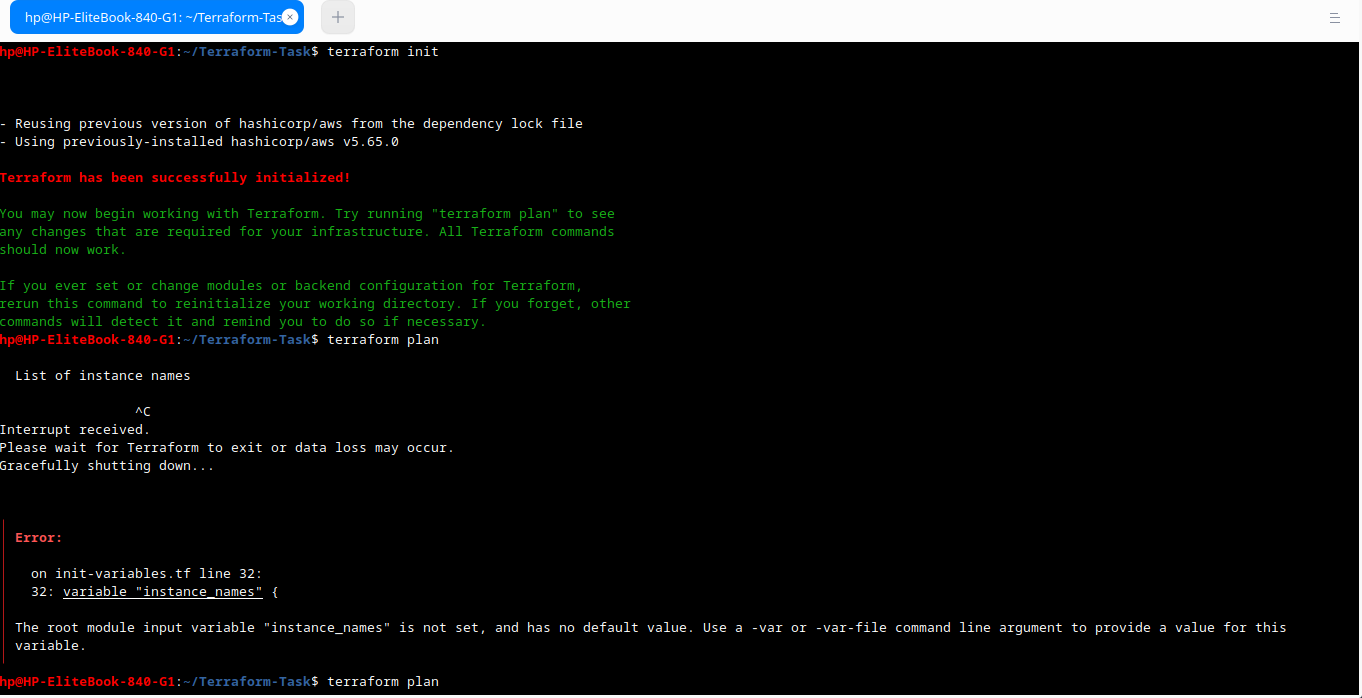 hp@HP-EliteBook-840-G1: ~/Terraform-Tas
hp@HP-EliteBook-840-G1:~/Terraform-Task$ terraform init
- Reusing previous version of hashicorp/aws from the dependency lock file
- Using previously-installed hashicorp/aws v5.65.0
Terraform has been successfully initialized!
You may now begin working with Terraform. Try running "terraform plan" to see
any changes that are required for your infrastructure. All Terraform commands
should now work.
If you ever set or change modules or backend configuration for Terraform,
rerun this command to reinitialize your working directory. If you forget, other
commands will detect it and remind you to do so if necessary.
hp@HP-EliteBook-840-G1:~/Terraform-Task$ terraform plan
List of instance names
^C
Interrupt received.
Please wait for Terraform to exit or data loss may occur.
Gracefully shutting down...
Error:
on init-variables.tf line 32:
32: variable "instance_names" {
The root module input variable "instance_names" is not set, and has no default value. Use a -var or -var-file command line argument to provide a value for this
variable.
hp@HP-EliteBook-840-G1:~/Terraform-Task$ terraform plan